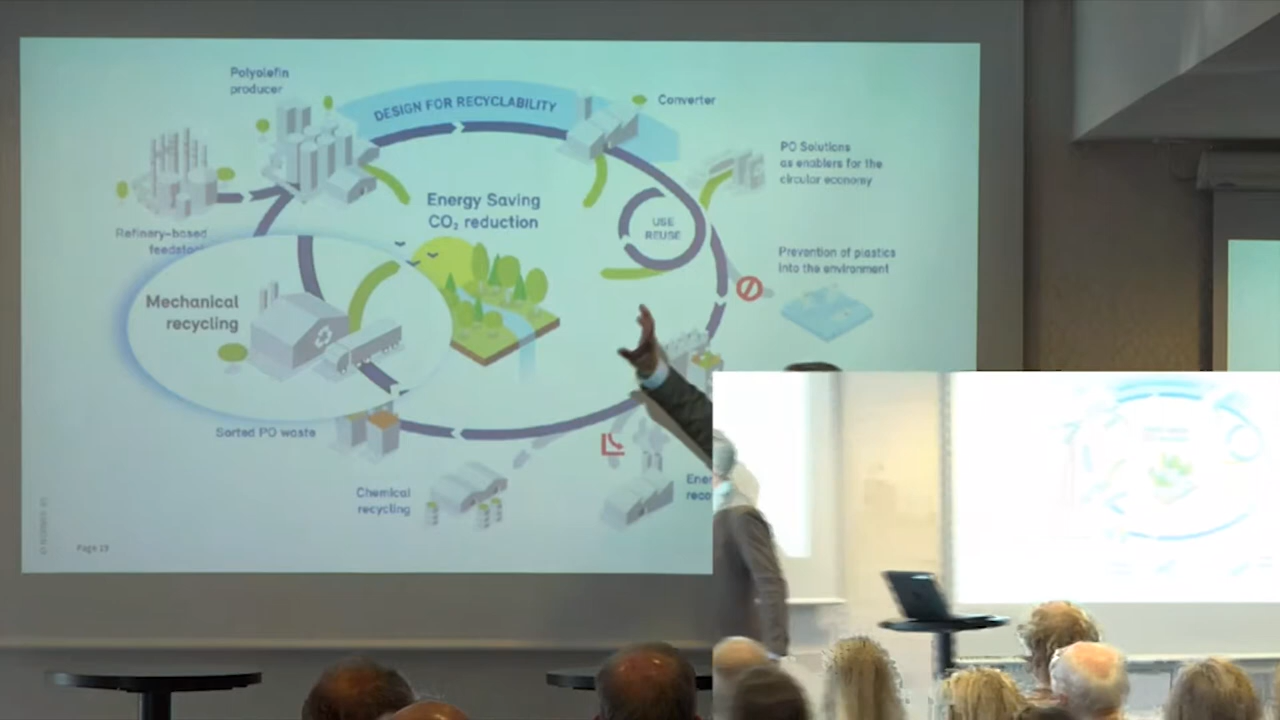 Polyolefin
producer
DESIGN FOR RECYCLABILITY
Converter
PO Solutions
as enablers for the
circular economy
Energy Saving
CO₂ reduction
USE
REUSE
Refinery-based
Prevention of plastics
into the environment
Mechanical
recycling
Sorted PO waste
Chemical
recycling
Page 19